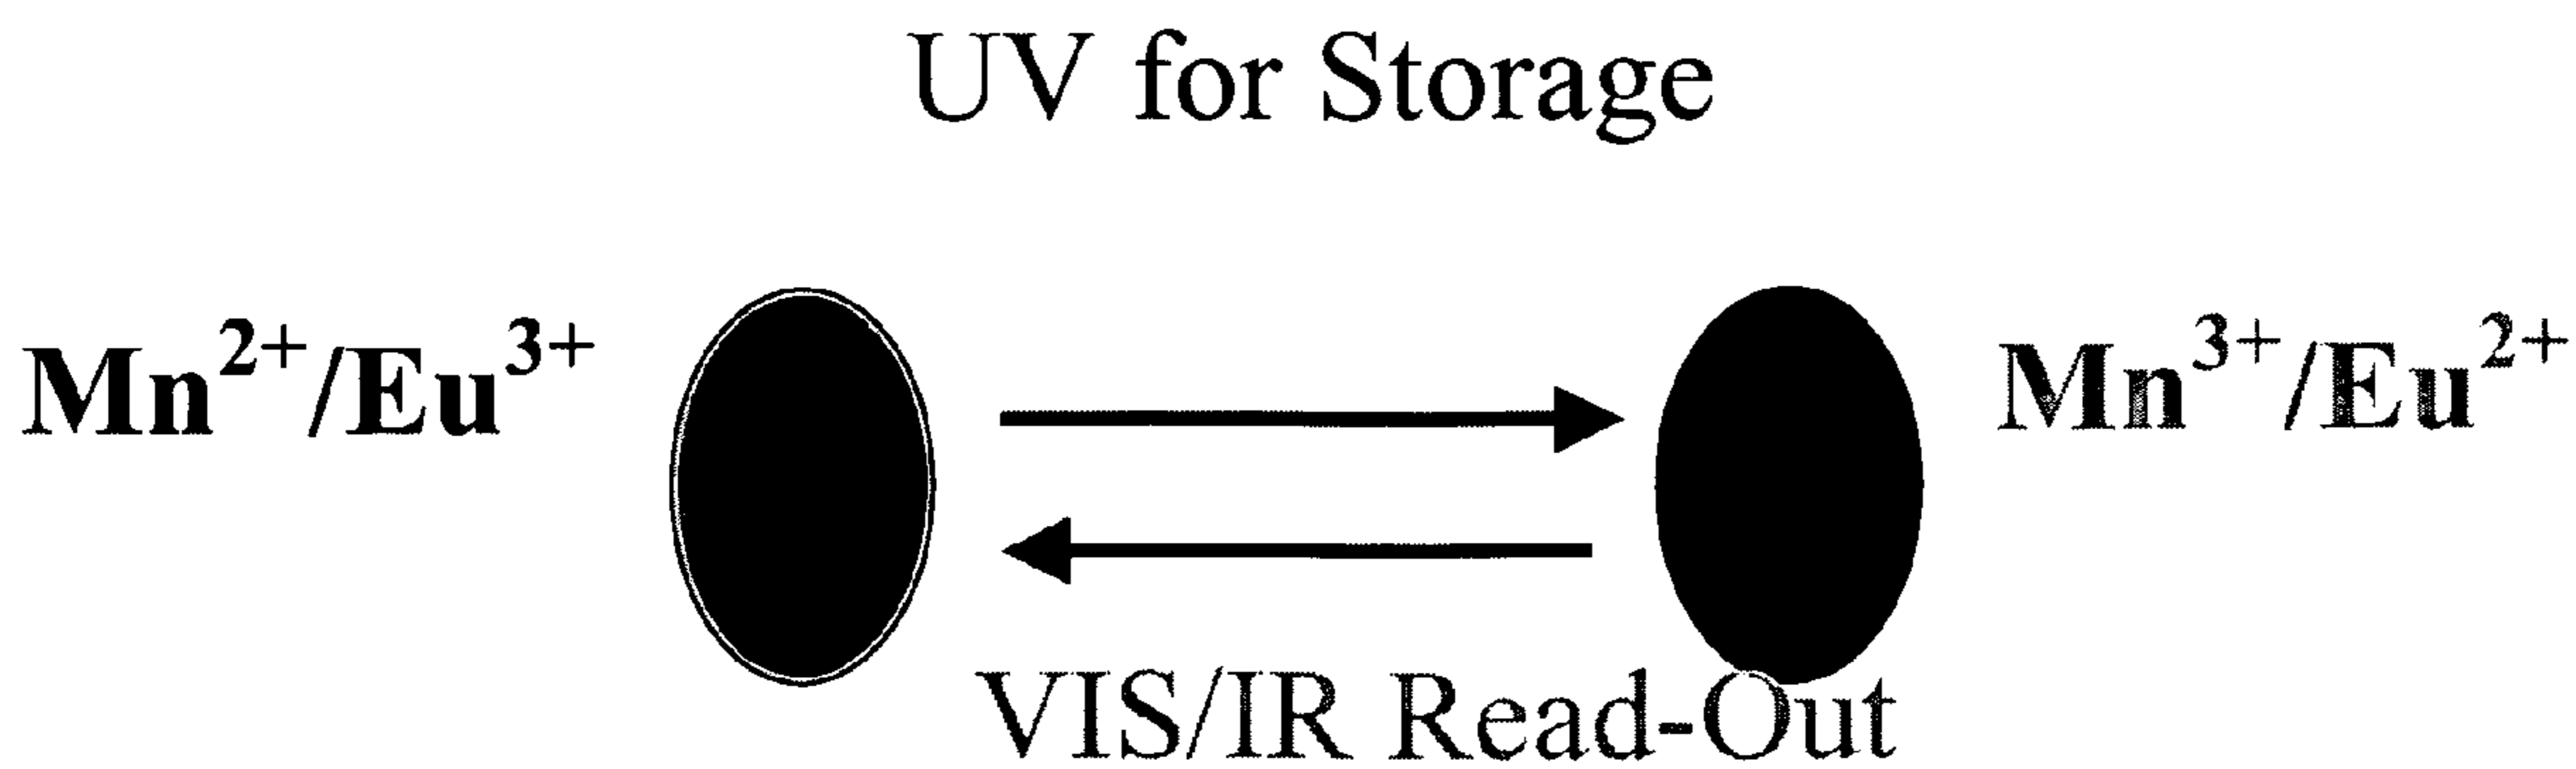 UV for Storage
Mn²⁺/Eu³⁺
Mn³⁺/Eu²⁺
VIS/IR Read-Out